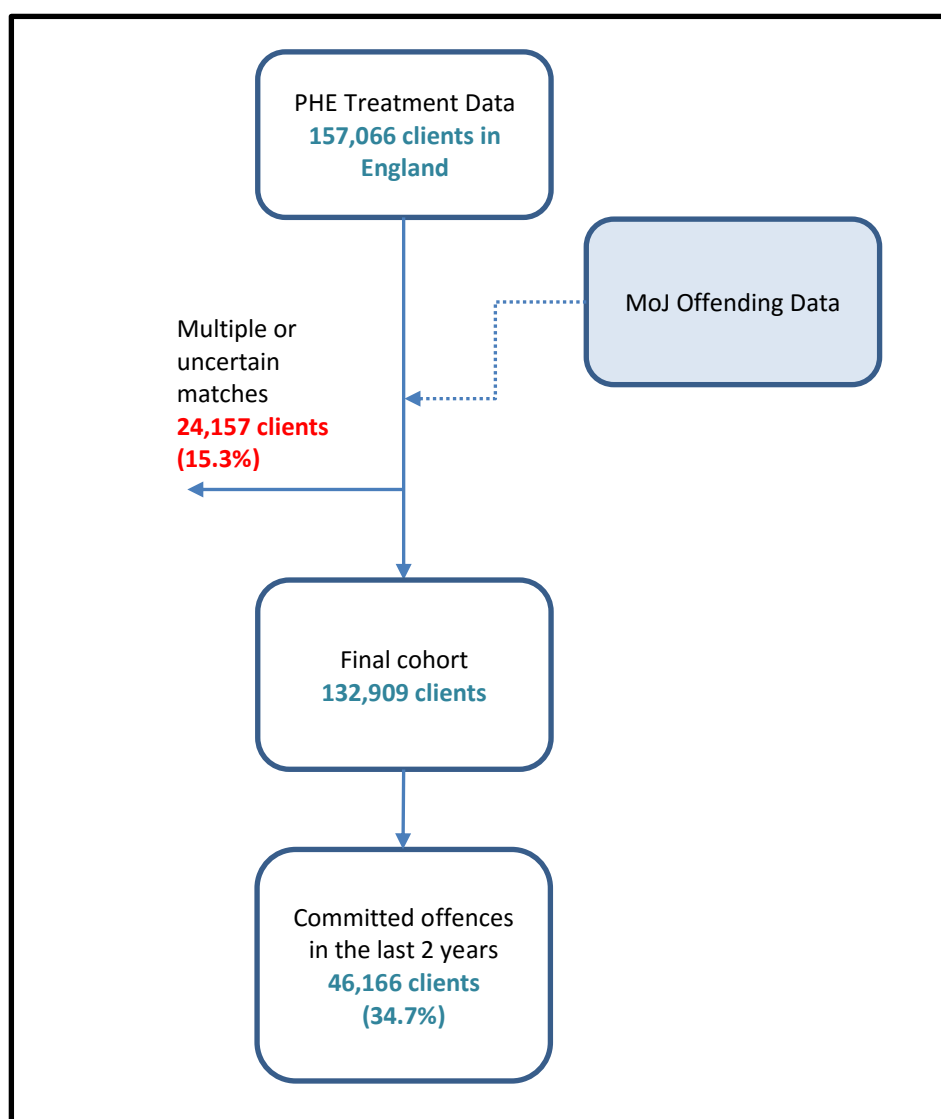 PHE Treatment Data
157,066 clients in
England
MoJ Offending Data
Multiple or
uncertain
matches
24,157 clients
(15.3%)
Final cohort
132,909 clients
Committed offences
in the last 2 years
46,166 clients
(34.7%)